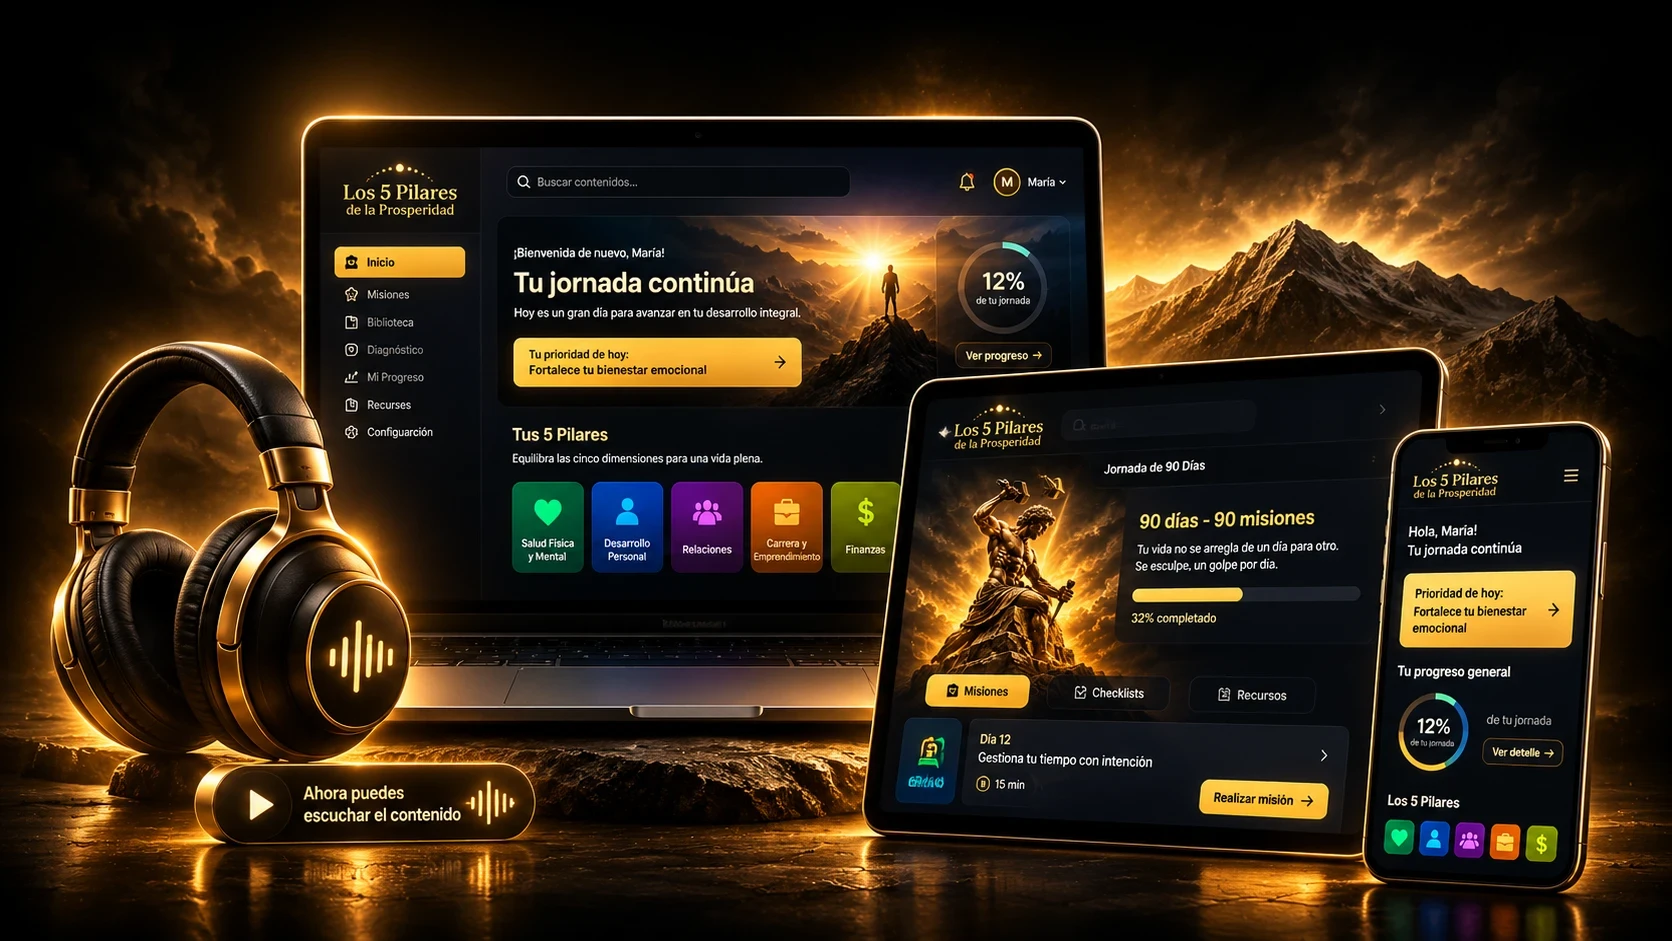 Los 5 Pilares
de la Prosperidad
Inicio
Misiones
Biblioteca
Diagnóstico
Mi Progreso
Recurses
Configuarción
Buscar contenidos...
M
María
¡Bienvenida de nuevo, María!
Tu jornada continúa
Hoy es un gran día para avanzar en tu desarrollo integral.
Tu prioridad de hoy:
Fortalece tu bienestar emocional
12%
de tu jornada
Ver progreso
Tus 5 Pilares
Equilibra las cinco dimensiones para una vida plena.
Salud Física
y Mental
Desarrollo
Personal
Relaciones
Carrera y
Emprendimiento
$
Finanzas
Ahora puedes
escuchar el contenido
Los 5 Pilares
de la Prosperidad
Jornada de 90 Días
90 días - 90 misiones
Tu vida no se arregla de un día para otro.
Se esculpe, un golpe por dia.
32% completado
Misiones
Checklists
Recursos
Día 12
Gestiona tu tiempo con intención
15 min
Realizar misión
Los 5 Pilares
de la Prosperidad
Hola, María!
Tu jornada continúa
Prioridad de hoy:
Fortalece tu bienestar
emocional
Tu progreso general
12%
de tu jornada
de tu jornada
Ver detelle
Los 5 Pilares
$